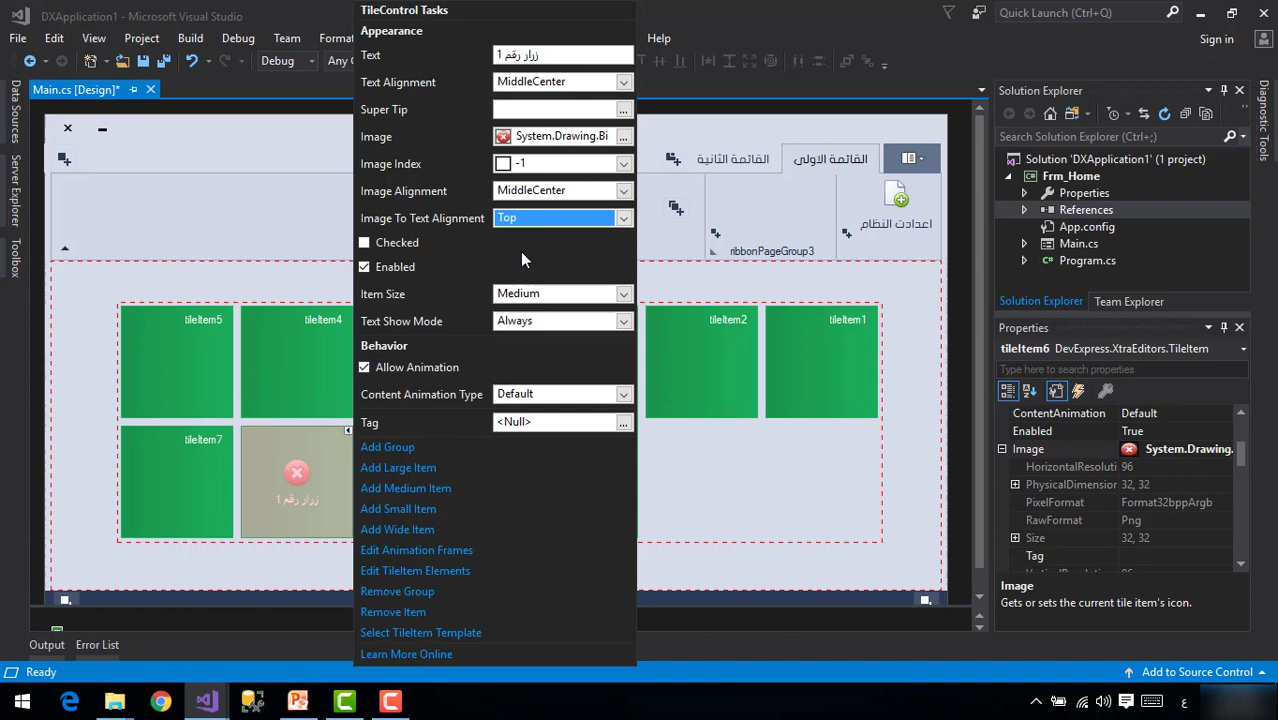 DXApplication1 - Microsoft Visual Studio
Quick Launch (Ctrl+Q)
File Edit View Project Build Debug Team Format
Help
Sign in
Debug
Any C
Main.cs [Design]*
Data Sources
Server Explorer
Toolbox
Diagnostic Tools
TileControl Tasks
Appearance
Text زرار رقم 1
Text Alignment MiddleCenter
Super Tip
Image System.Drawing.Bi
Image Index -1
Image Alignment MiddleCenter
Image To Text Alignment Top
Checked
Enabled
Item Size Medium
Text Show Mode Always
Behavior
Allow Animation
Content Animation Type Default
Tag <Null>
Add Group
Add Large Item
Add Medium Item
Add Small Item
Add Wide Item
Edit Animation Frames
Edit TileItem Elements
Remove Group
Remove Item
Select TileItem Template
Learn More Online
القائمة الاولى
القائمة الثانية
اعدادت النظام
ribbonPageGroup3
tileItem5
tileItem4
tileItem2
tileItem1
tileItem7
زرار رقم 1
Solution Explorer
Search Solution Explorer (Ctrl+
Solution 'DXApplication1' (1 project)
Frm_Home
Properties
References
App.config
Main.cs
Program.cs
Solution Explorer Team Explorer
Properties
tileItem6 DevExpress.XtraEditors.TileItem
Type here to search
ContentAnimation Default
Enabled True
Image System.Drawing.
HorizontalResoluti 96
PhysicalDimension 32, 32
PixelFormat Format32bppArgb
RawFormat Png
Size 32, 32
Tag
Image
Gets or sets the current tile item's icon.
Output Error List
Ready
Add to Source Control
ع